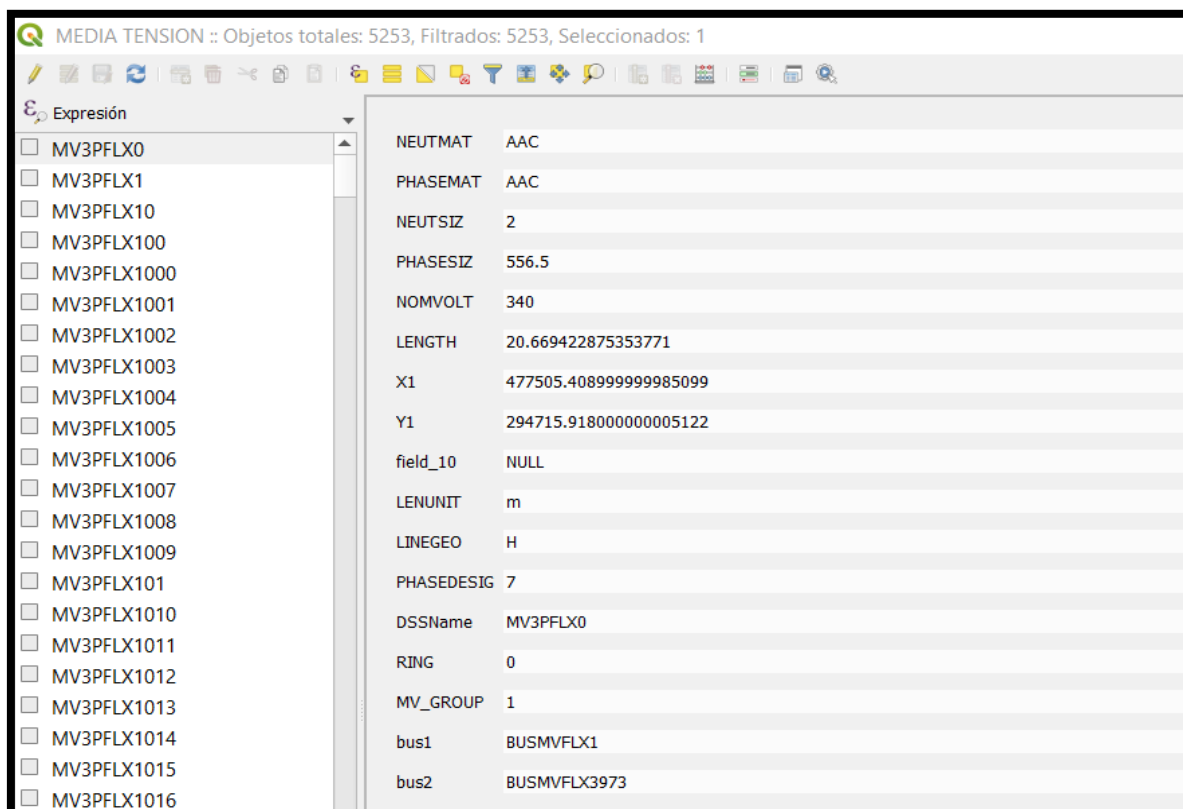 MEDIA TENSION :: Objetos totales: 5253, Filtrados: 5253, Seleccionados: 1
Expresión
MV3PFLX0
MV3PFLX1
MV3PFLX10
MV3PFLX100
MV3PFLX1000
MV3PFLX1001
MV3PFLX1002
MV3PFLX1003
MV3PFLX1004
MV3PFLX1005
MV3PFLX1006
MV3PFLX1007
MV3PFLX1008
MV3PFLX1009
MV3PFLX101
MV3PFLX1010
MV3PFLX1011
MV3PFLX1012
MV3PFLX1013
MV3PFLX1014
MV3PFLX1015
MV3PFLX1016
NEUTMAT AAC
PHASEMAT AAC
NEUTSIZ 2
PHASESIZ 556.5
NOMVOLT 340
LENGTH 20.669422875353771
X1 477505.408999999985099
Y1 294715.918000000005122
field_10 NULL
LENUNIT m
LINEGEO H
PHASEDESIG 7
DSSName MV3PFLX0
RING 0
MV_GROUP 1
bus1 BUSMVFLX1
bus2 BUSMVFLX3973